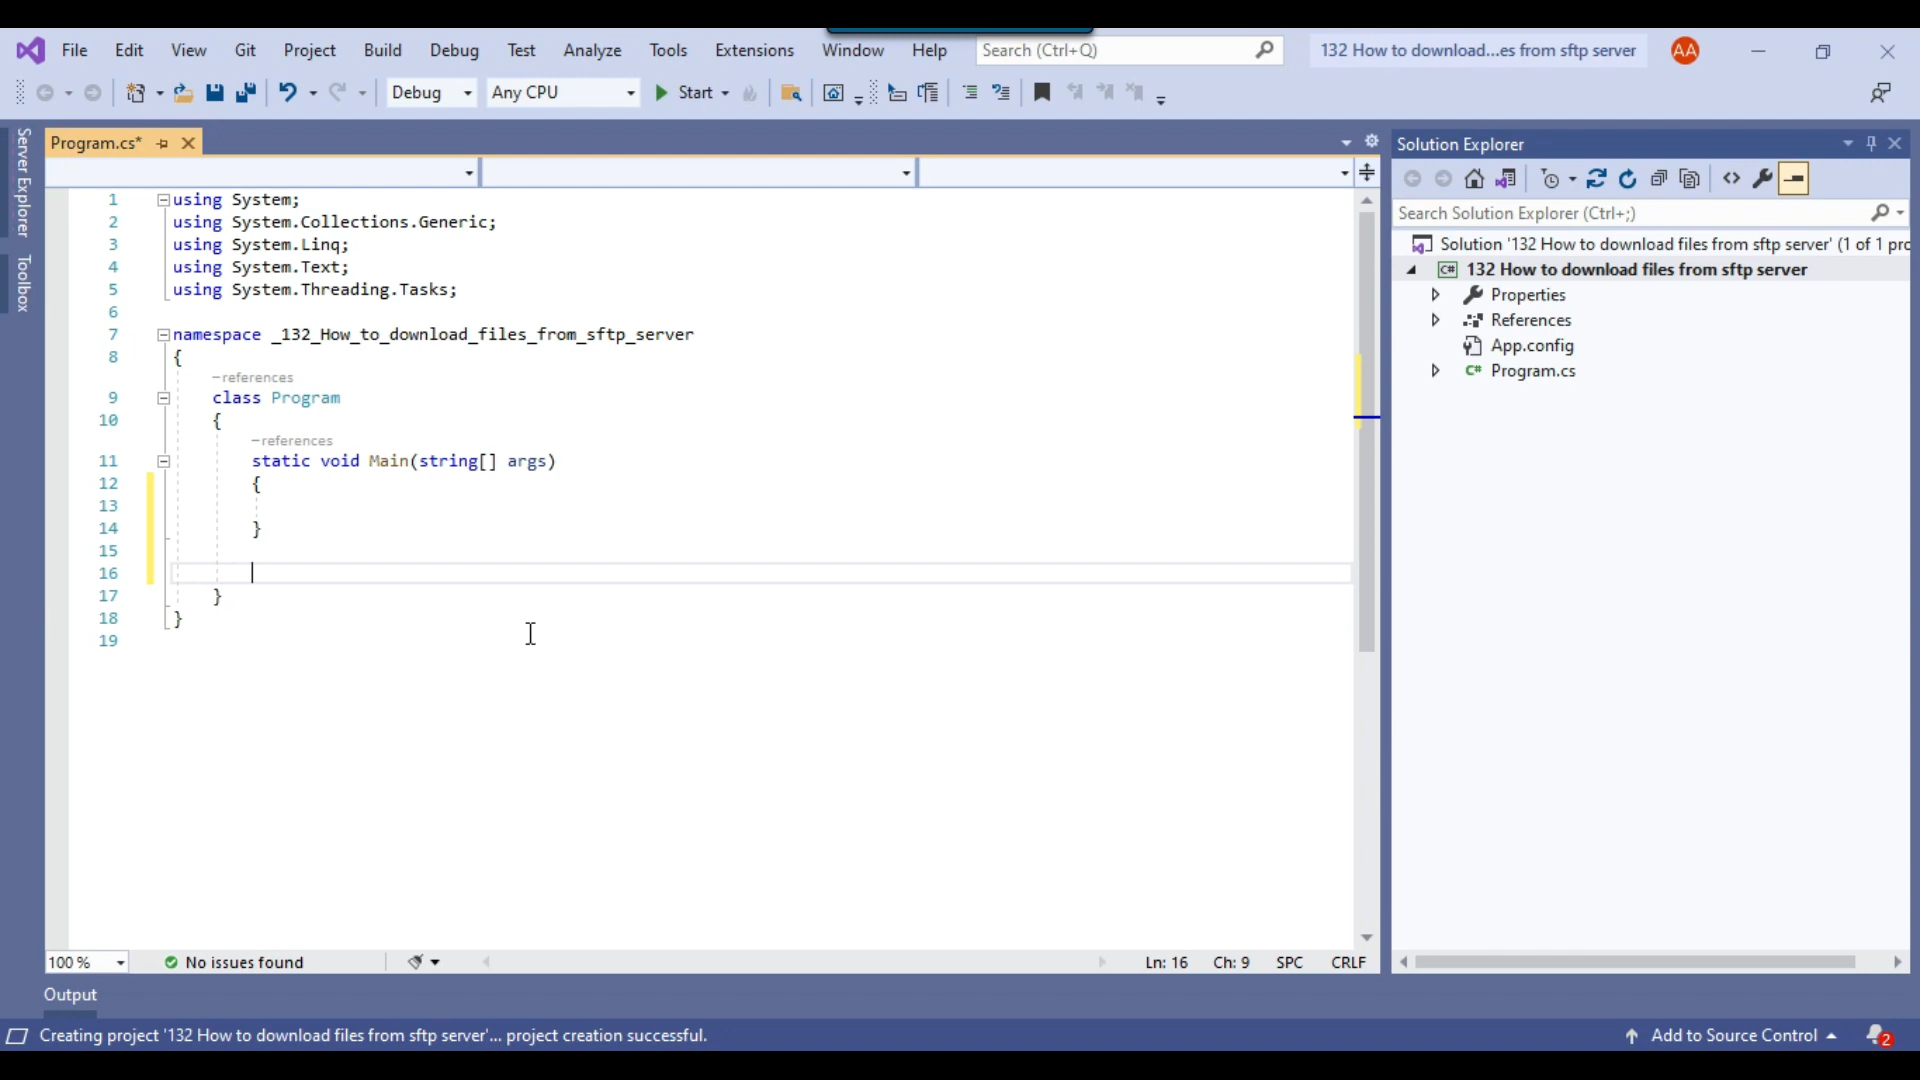 File Edit View Git Project Build Debug Test Analyze Tools Extensions Window Help Search (Ctrl+Q) 132 How to download...es from sftp server AA
Debug Any CPU Start
Server Explorer
Toolbox
Program.cs*
1 using System;
2 using System.Collections.Generic;
3 using System.Linq;
4 using System.Text;
5 using System.Threading.Tasks;
6
7 namespace _132_How_to_download_files_from_sftp_server
8 {
–references
9 class Program
10 {
–references
11 static void Main(string[] args)
12 {
13
14 }
15
16
17 }
18 }
19
100 % No issues found Ln: 16 Ch: 9 SPC CRLF
Solution Explorer
Search Solution Explorer (Ctrl+;)
Solution '132 How to download files from sftp server' (1 of 1 pro
C# 132 How to download files from sftp server
Properties
References
App.config
C# Program.cs
Output
Creating project '132 How to download files from sftp server'... project creation successful.
Add to Source Control 2